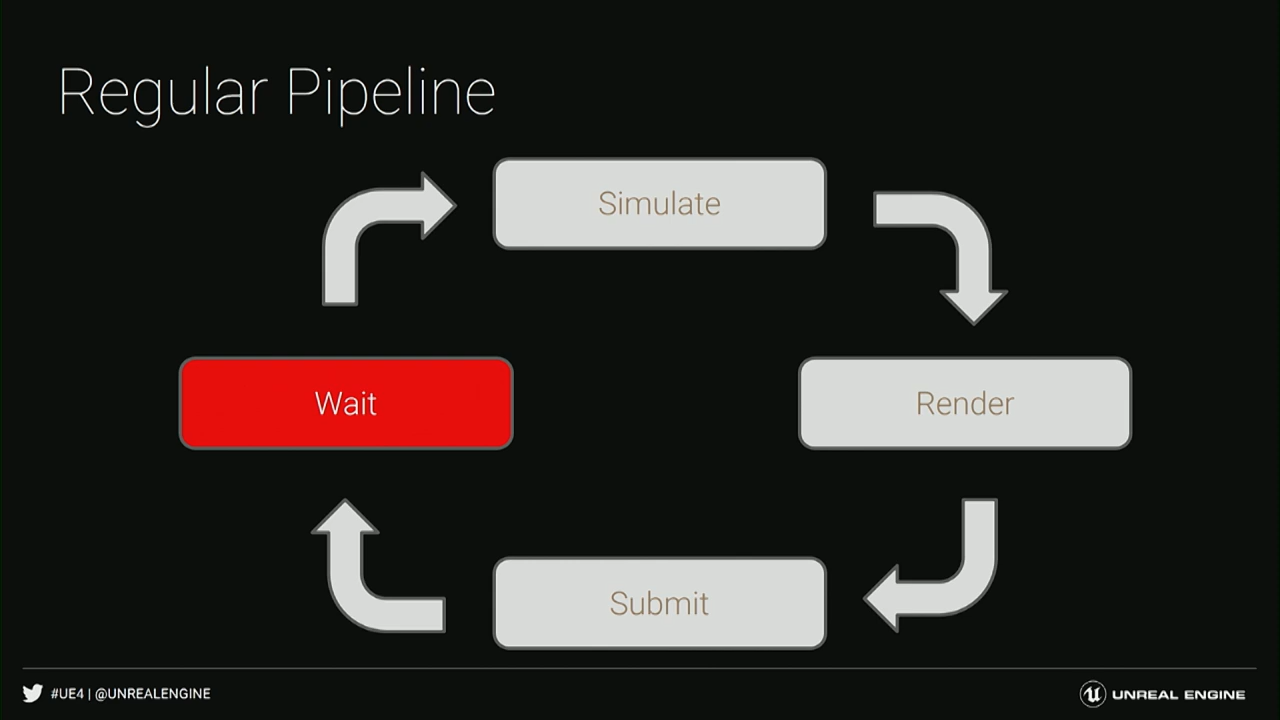 Regular Pipeline
Simulate
Wait
Render
Submit
#UE4 | @UNREALENGINE
UNREAL ENGINE